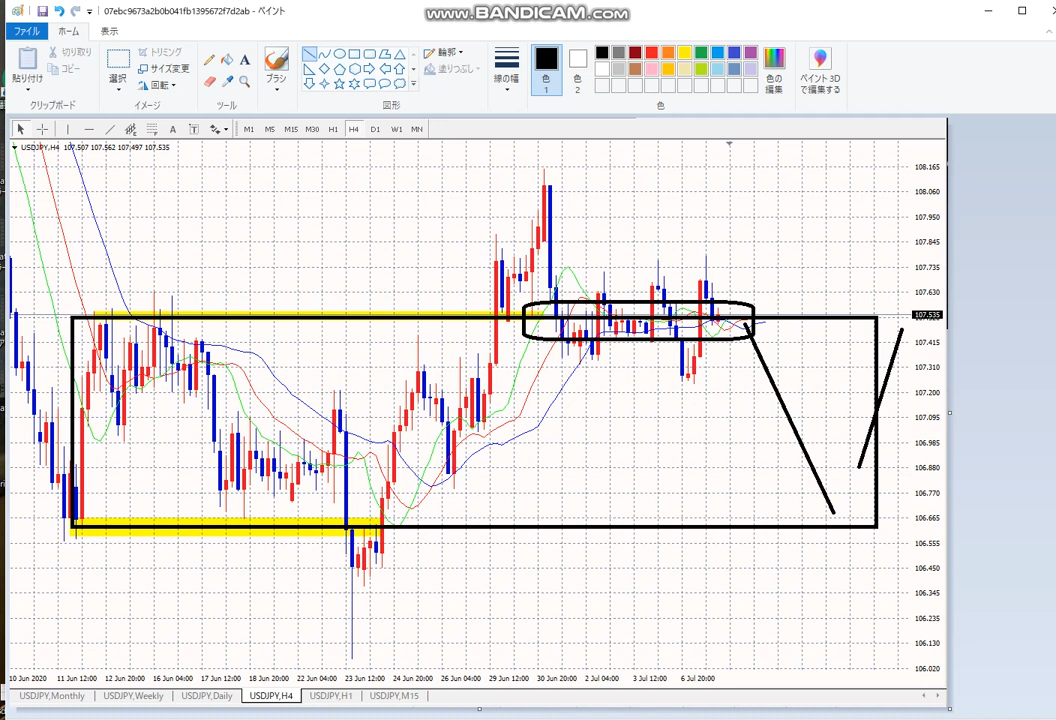 07ebc9673a2b0b041fb1395672f7d2ab - ペイント
www.BANDICAM.com
ファイル ホーム 表示
貼り付け 切り取り コピー
クリップボード
選択 トリミング サイズ変更 回転
イメージ
ツール
ブラシ
輪郭 塗りつぶし
図形
線の幅
色 1
色 2
色の編集
色
ペイント 3D で編集する
A T M1 M5 M15 M30 H1 H4 D1 W1 MN
USDJPY,H4 107.507 107.562 107.497 107.535
108.165
108.060
107.950
107.845
107.735
107.630
107.535
107.415
107.310
107.200
107.095
106.985
106.880
106.770
106.665
106.555
106.450
106.345
106.235
106.130
106.020
10 Jun 2020 11 Jun 12:00 12 Jun 20:00 16 Jun 04:00 17 Jun 12:00 18 Jun 20:00 22 Jun 04:00 23 Jun 12:00 24 Jun 20:00 26 Jun 04:00 29 Jun 12:00 30 Jun 20:00 2 Jul 04:00 3 Jul 12:00 6 Jul 20:00
USDJPY,Monthly USDJPY,Weekly USDJPY,Daily USDJPY,H4 USDJPY,H1 USDJPY,M15